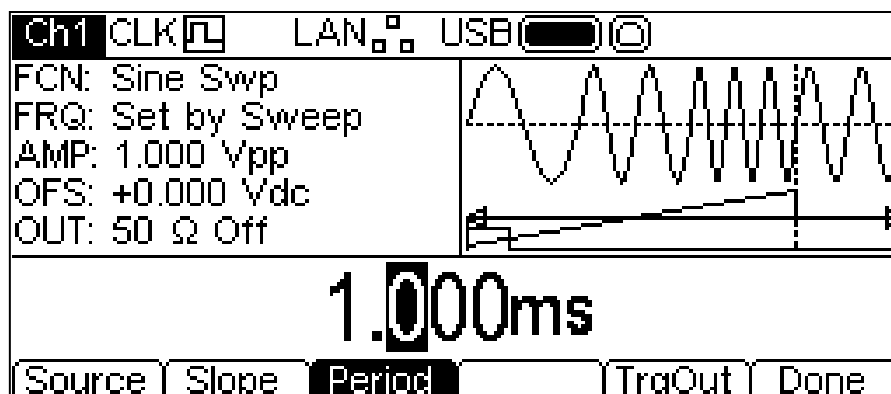 Ch1 CLK LAN USB
FCN: Sine Swp
FRQ: Set by Sweep
AMP: 1.000 Vpp
OFS: +0.000 Vdc
OUT: 50 Ω Off
1.000ms
Source Slope Period TrgOut Done